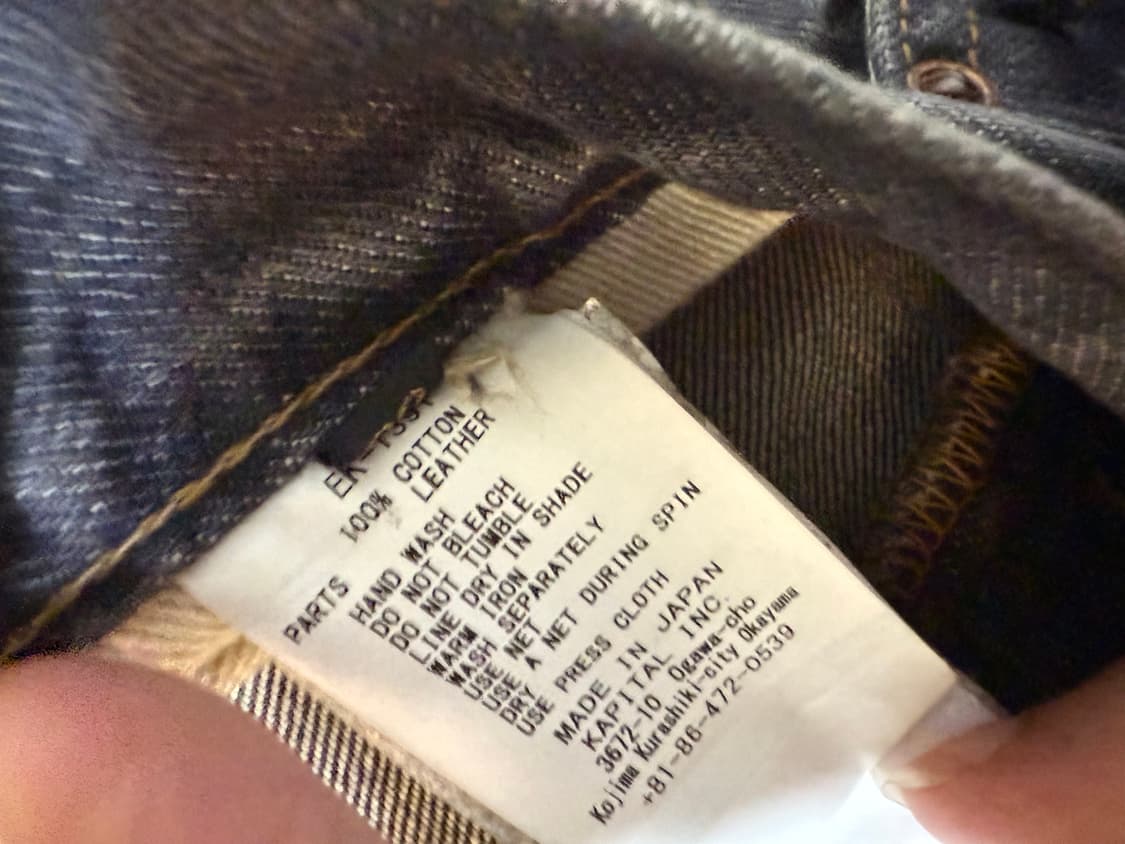 100% COTTON
PARTS LEATHER
HAND WASH
DO NOT BLEACH
DO NOT TUMBLE
LINE DRY IN SHADE
WARM IRON
WASH SEPARATELY
USE NET
USE A NET DURING SPIN
DRY
USE PRESS CLOTH
MADE IN JAPAN
KAPITAL INC.
3672-10 Ogawa-cho
Kojima Kurashiki-city Okayama
+81-86-472-0539